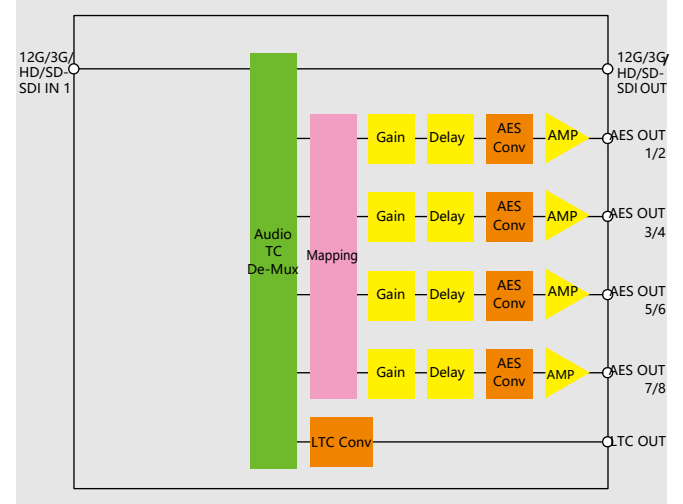 12G/3G/
HD/SD-
SDI IN 1
12G/3G/
HD/SD-
SDI OUT
Gain
Delay
AES
Conv
AMP
AES OUT
1/2
Gain
Delay
AES
Conv
AMP
AES OUT
3/4
Audio
TC
De-Mux
Mapping
Gain
Delay
AES
Conv
AMP
AES OUT
5/6
Gain
Delay
AES
Conv
AMP
AES OUT
7/8
LTC Conv
LTC OUT